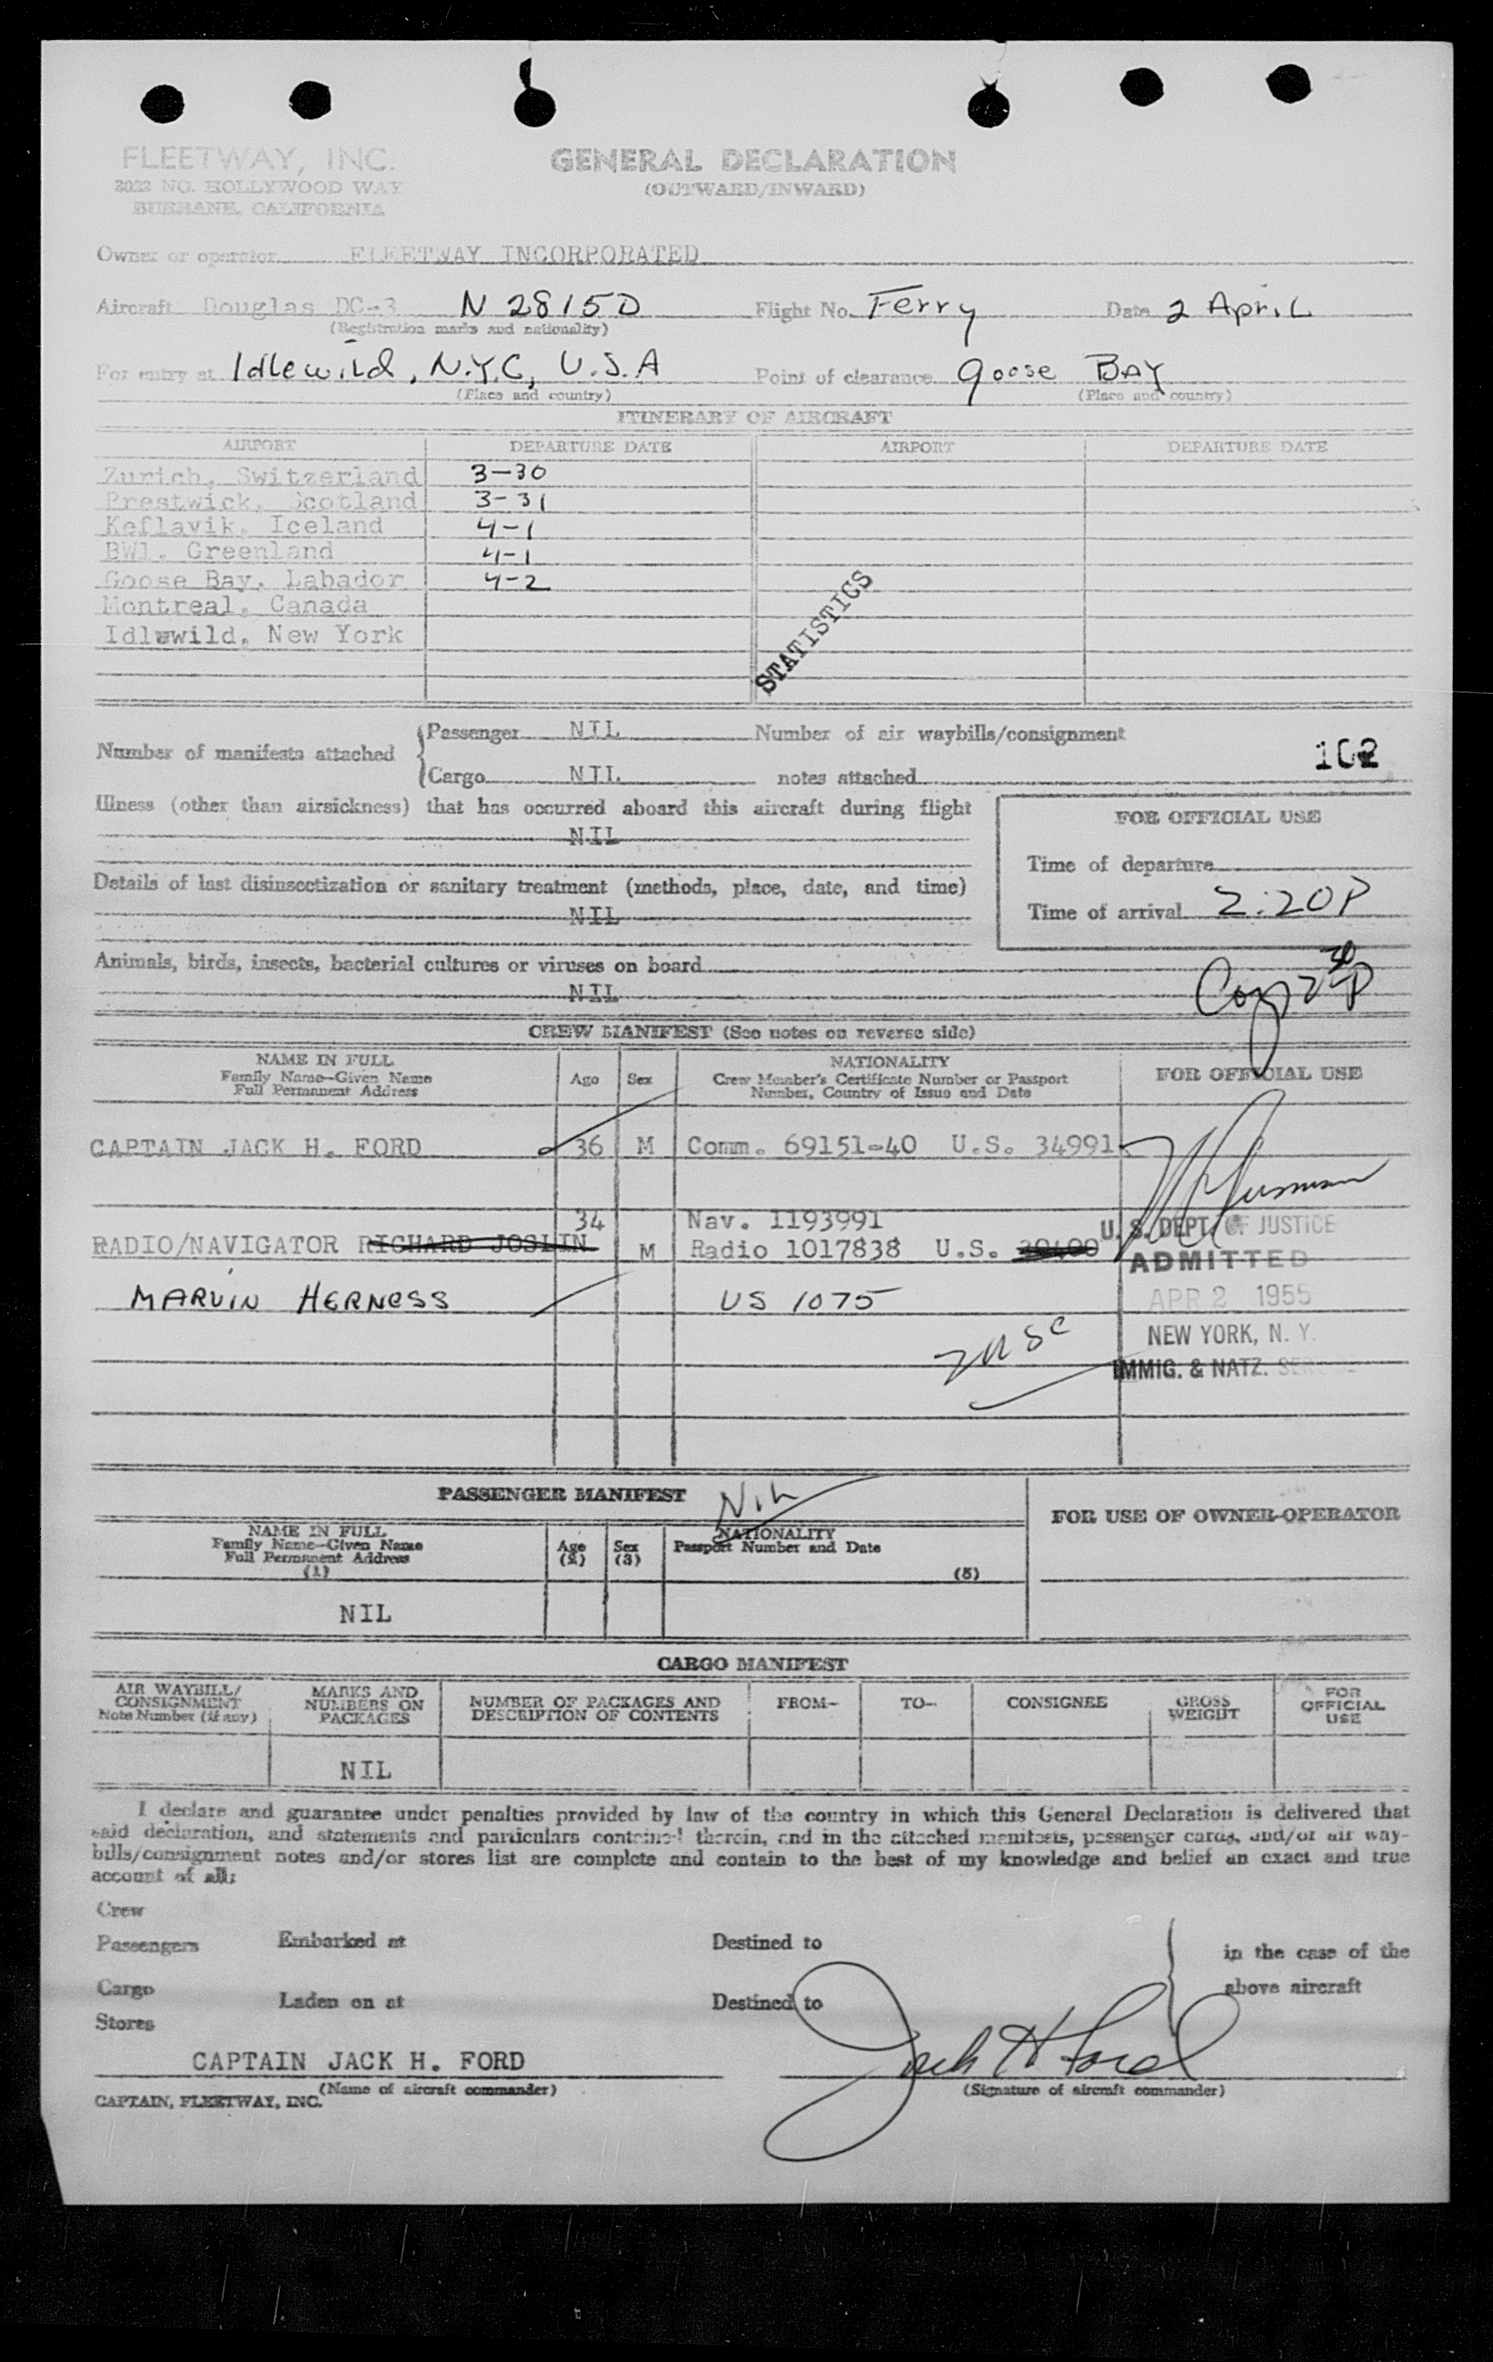 FLEETWAY, INC.
3022 NO. HOLLYWOOD WAY
BURBANK, CALIFORNIA
GENERAL DECLARATION
(OUTWARD/INWARD)
Owner or operator FLEETWAY INCORPORATED
Aircraft Douglas DC-3 N 2815D Flight No. Ferry Date 2 April
(Registration marks and nationality)
For entry at Idlewild, N.Y.C, U.S.A Point of clearance Goose BAY
(Place and country) (Place and country)
ITINERARY OF AIRCRAFT
AIRPORT DEPARTURE DATE AIRPORT DEPARTURE DATE
Zurich, Switzerland 3-30
Prestwick, Scotland 3-31
Keflavik, Iceland 4-1
BW1, Greenland 4-1
Goose Bay, Labador 4-2
Montreal, Canada
Idlewild, New York
STATISTICS
Number of manifests attached
Passenger NIL Number of air waybills/consignment
Cargo NIL notes attached
102
Illness (other than airsickness) that has occurred aboard this aircraft during flight
NIL
Details of last disinsectization or sanitary treatment (methods, place, date, and time)
NIL
Animals, birds, insects, bacterial cultures or viruses on board
NIL
FOR OFFICIAL USE
Time of departure
Time of arrival 2:20P
CREW MANIFEST (See notes on reverse side)
NAME IN FULL
Family Name—Given Name
Full Permanent Address
Age Sex
NATIONALITY
Crew Member's Certificate Number or Passport
Number, Country of Issue and Date
FOR OFFICIAL USE
CAPTAIN JACK H. FORD 36 M Comm. 69151-40 U.S. 34991
34 Nav. 1193991
RADIO/NAVIGATOR RICHARD JOSLIN M Radio 1017838 U.S.
MARVIN HERNESS US 1075
U.S. DEPT. OF JUSTICE
ADMITTED
APR 2 1955
NEW YORK, N.Y.
IMMIG. & NATZ. SERVICE
PASSENGER MANIFEST NIL
NAME IN FULL
Family Name—Given Name
Full Permanent Address
(1)
Age
(2)
Sex
(3)
NATIONALITY
Passport Number and Date
(5)
FOR USE OF OWNER-OPERATOR
NIL
CARGO MANIFEST
AIR WAYBILL/
CONSIGNMENT
Note Number (if any)
MARKS AND
NUMBERS ON
PACKAGES
NUMBER OF PACKAGES AND
DESCRIPTION OF CONTENTS
FROM—
TO—
CONSIGNEE
GROSS
WEIGHT
FOR
OFFICIAL
USE
NIL
I declare and guarantee under penalties provided by law of the country in which this General Declaration is delivered that
said declaration, and statements and particulars contained therein, and in the attached manifests, passenger cards, and/or air way-
bills/consignment notes and/or stores list are complete and contain to the best of my knowledge and belief an exact and true
account of all:
Crew
Passengers Embarked at Destined to in the case of the
Cargo Laden on at Destined to above aircraft
Stores
CAPTAIN JACK H. FORD Jack H Ford
(Name of aircraft commander) (Signature of aircraft commander)
CAPTAIN, FLEETWAY, INC.